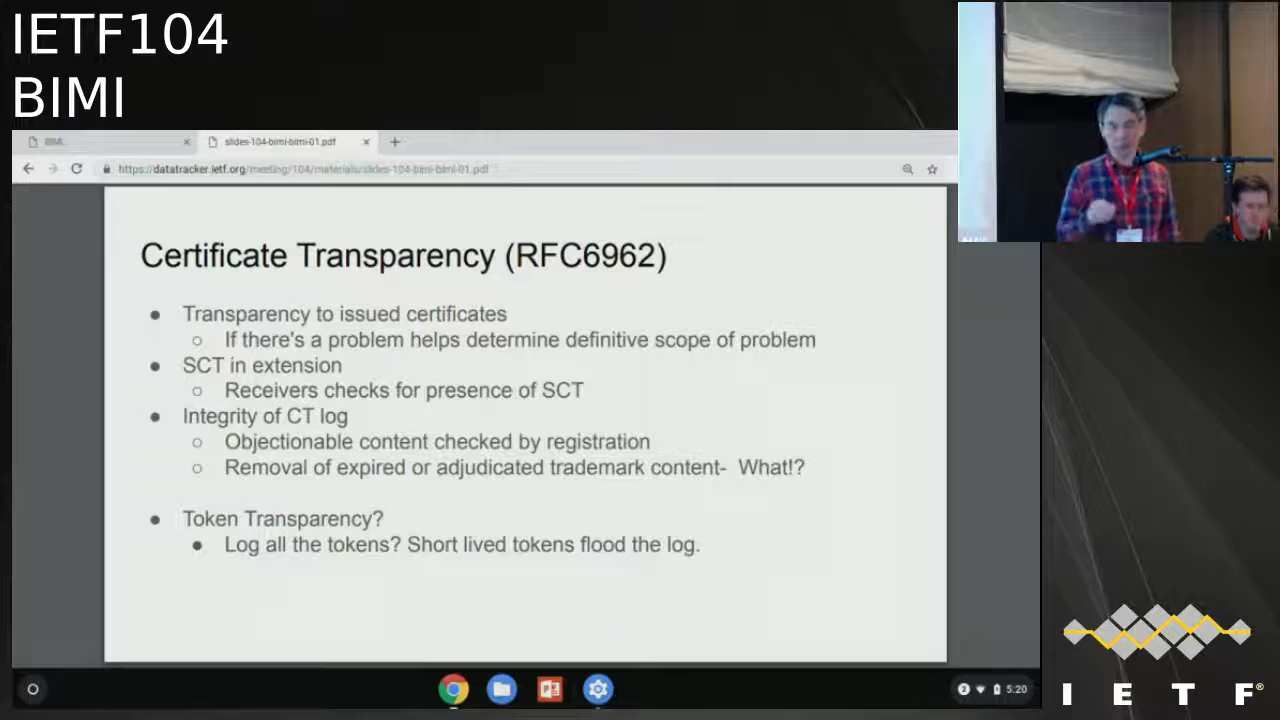 IETF104
BIMI
BIMI
slides-104-bimi-bimi-01.pdf
https://datatracker.ietf.org/meeting/104/materials/slides-104-bimi-bimi-01.pdf
Certificate Transparency (RFC6962)
Transparency to issued certificates
If there's a problem helps determine definitive scope of problem
SCT in extension
Receivers checks for presence of SCT
Integrity of CT log
Objectionable content checked by registration
Removal of expired or adjudicated trademark content- What!?
Token Transparency?
Log all the tokens? Short lived tokens flood the log.
2
5:20
I E T F®